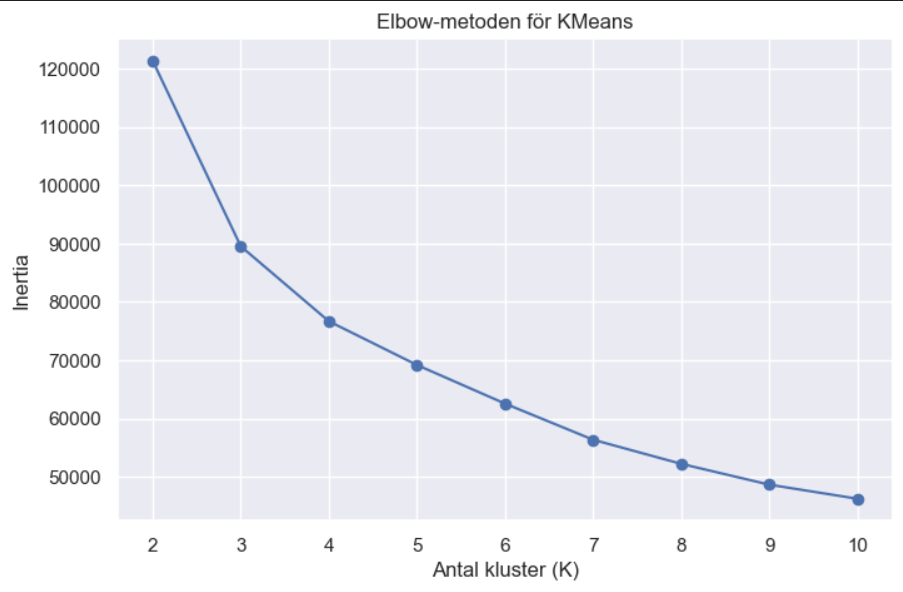 Elbow-metoden för KMeans
120000
110000
100000
90000
80000
70000
60000
50000
Inertia
2 3 4 5 6 7 8 9 10
Antal kluster (K)